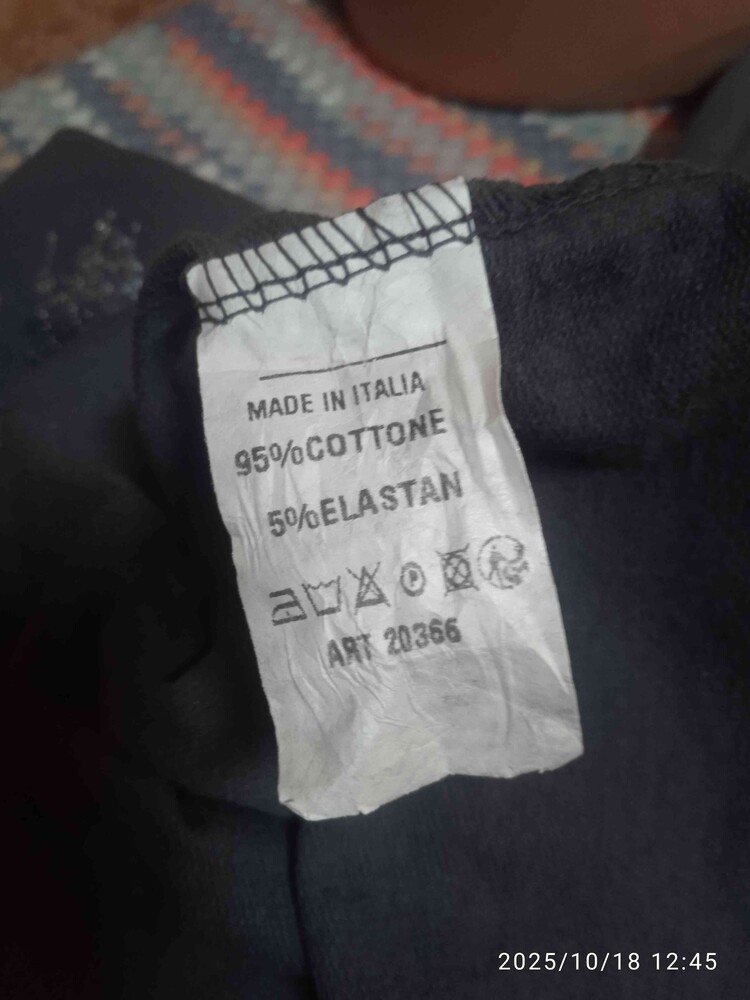 MADE IN ITALIA
95%COTTONE
5%ELASTAN
P
ART 20366
2025/10/18 12:45